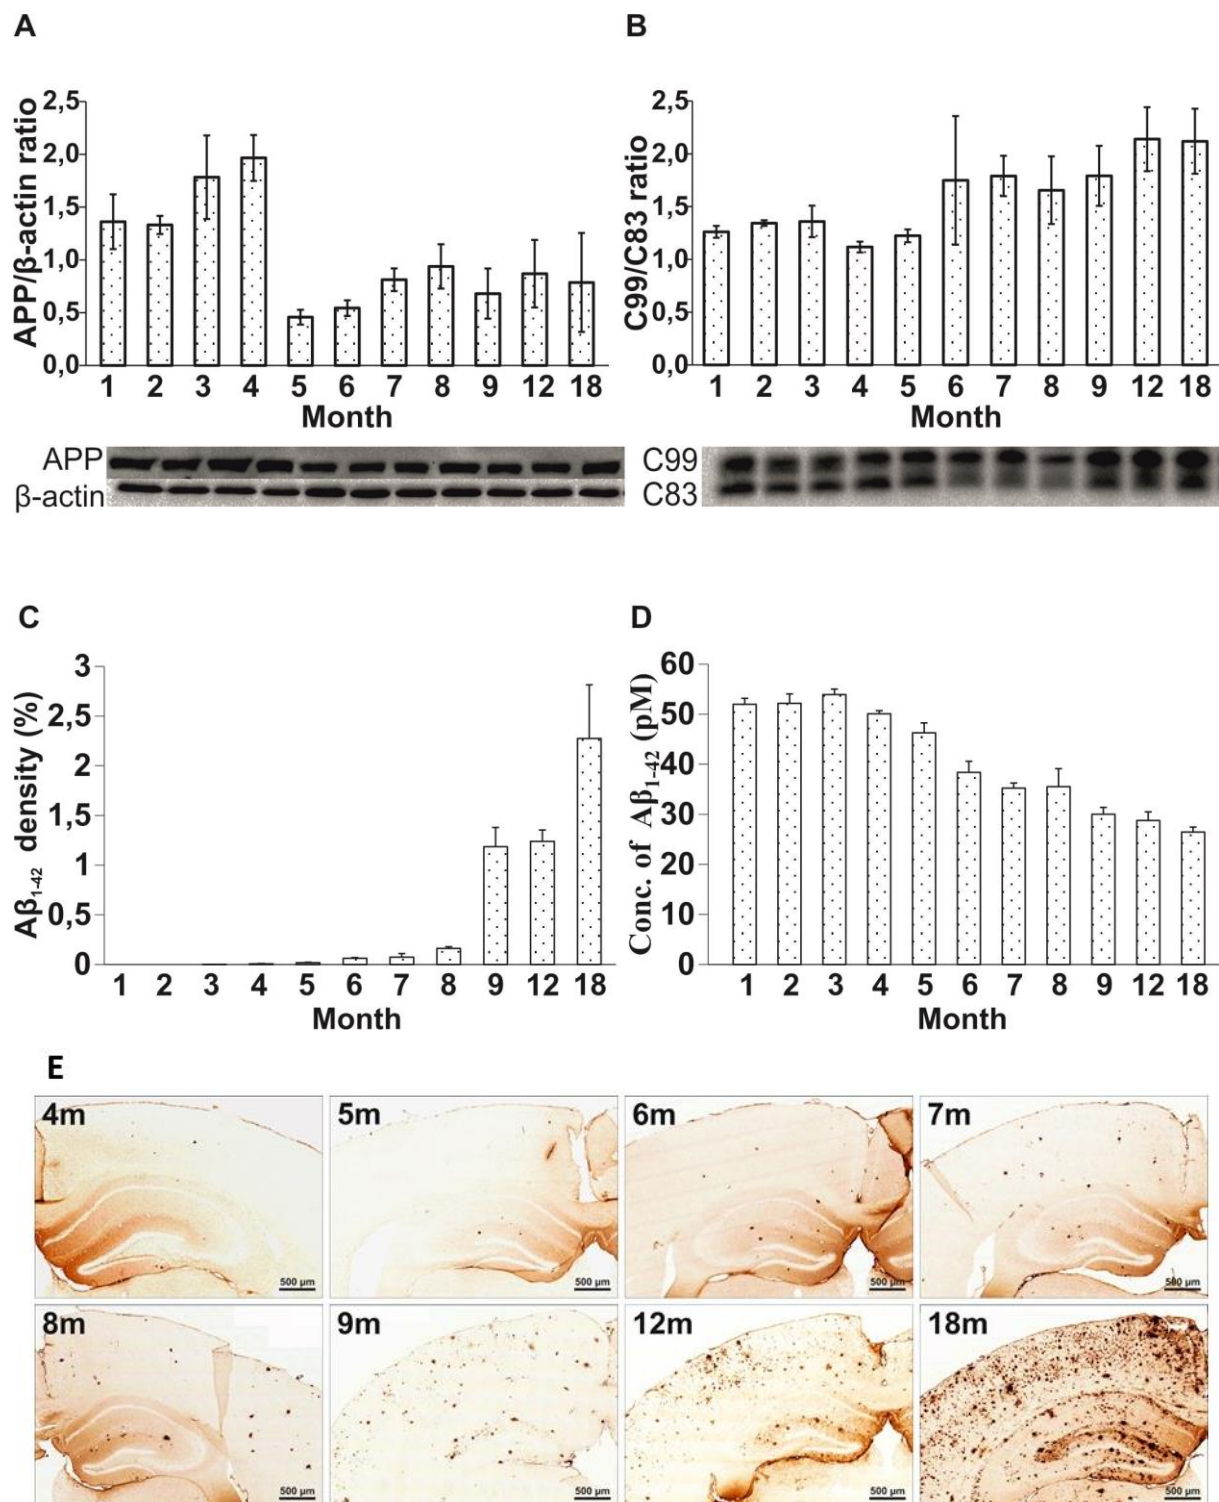 A
B
APP/β-actin ratio
2,5
2,0
1,5
1,0
0,5
0,0
1 2 3 4 5 6 7 8 9 12 18
Month
C99/C83 ratio
2,5
2,0
1,5
1,0
0,5
0,0
1 2 3 4 5 6 7 8 9 12 18
Month
APP
β-actin
C99
C83
C
D
Aβ₁₋₄₂ density (%)
3
2,5
2
1,5
1
0,5
0
1 2 3 4 5 6 7 8 9 12 18
Month
Conc. of Aβ₁₋₄₂ (pM)
60
50
40
30
20
10
0
1 2 3 4 5 6 7 8 9 12 18
Month
E
4m
500 µm
5m
500 µm
6m
500 µm
7m
500 µm
8m
500 µm
9m
500 µm
12m
500 µm
18m
500 µm